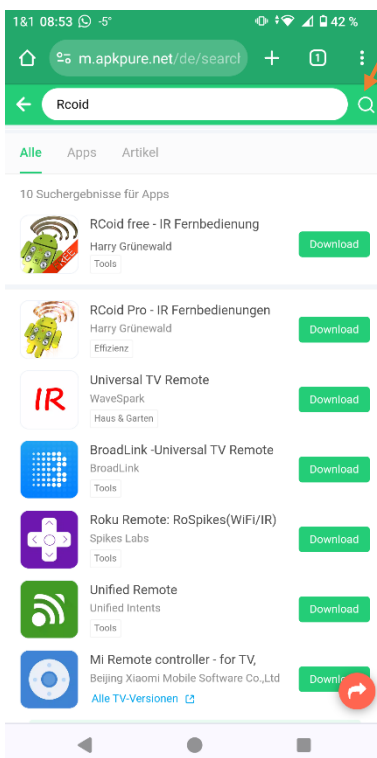 1&1 08:53 -5° 42 %
m.apkpure.net/de/search 1
Rcoid
Alle Apps Artikel
10 Suchergebnisse für Apps
RCoid free - IR Fernbedienung
Harry Grünewald
Tools
Download
FREE
RCoid Pro - IR Fernbedienungen
Harry Grünewald
Effizienz
Download
IR
Universal TV Remote
WaveSpark
Haus & Garten
Download
BroadLink -Universal TV Remote
BroadLink
Tools
Download
Roku Remote: RoSpikes(WiFi/IR)
Spikes Labs
Tools
Download
Unified Remote
Unified Intents
Tools
Download
Mi Remote controller - for TV,
Beijing Xiaomi Mobile Software Co.,Ltd
Alle TV-Versionen